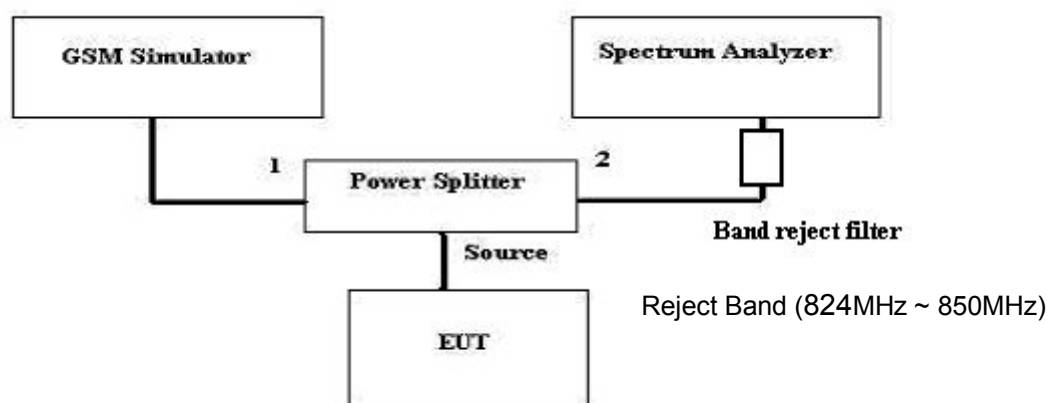 GSM Simulator
Spectrum Analyzer
1
2
Power Splitter
Band reject filter
Source
Reject Band (824MHz ~ 850MHz)
EUT